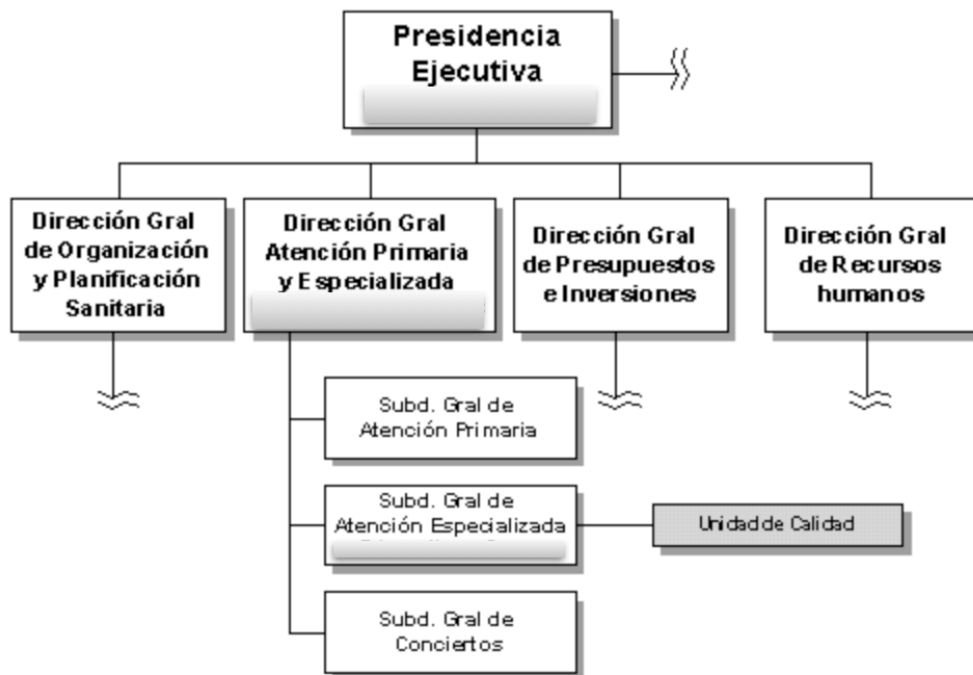 Presidencia
Ejecutiva
Dirección Gral
de Organización
y Planificación
Sanitaria
Dirección Gral
Atención Primaria
y Especializada
Dirección Gral
de Presupuestos
e Inversiones
Dirección Gral
de Recursos
humanos
Subd. Gral de
Atención Primaria
Subd. Gral de
Atención Especializada
Unidad de Calidad
Subd. Gral de
Conciertos